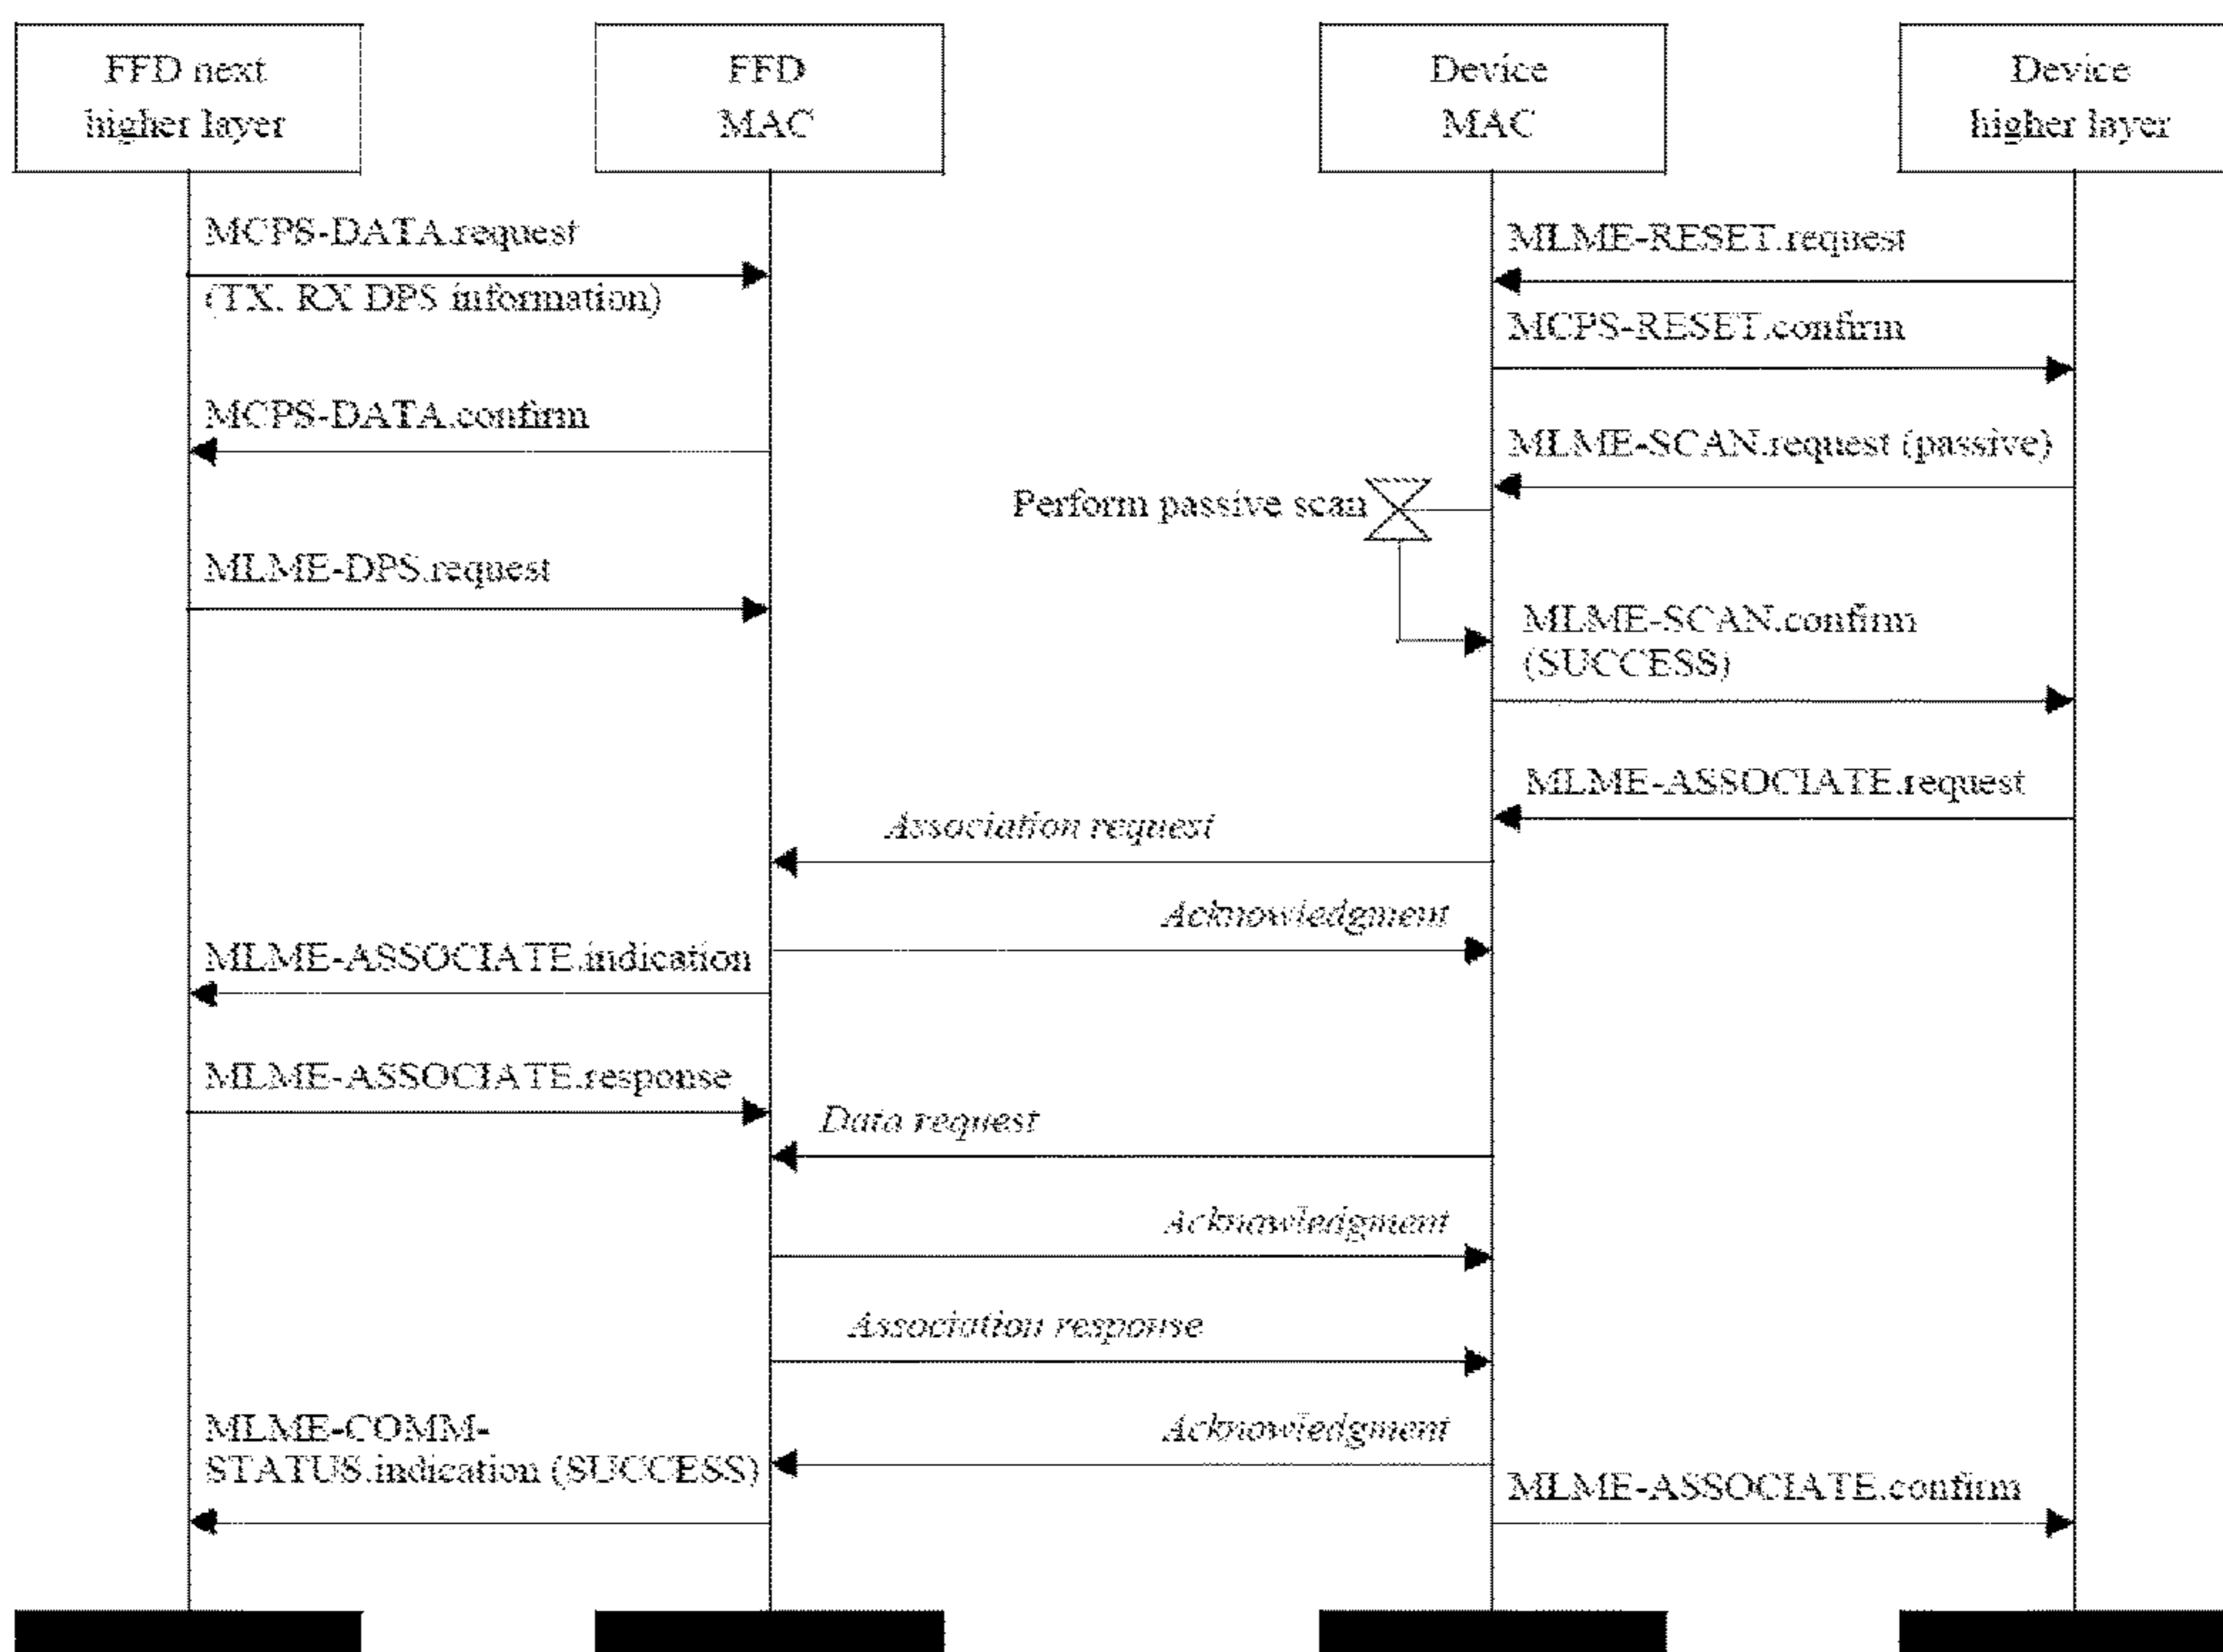 FFD next
higher layer
FFD
MAC
Device
MAC
Device
higher layer
MCPS-DATA.request
(TX, RX DPS information)
MLME-RESET.request
MCPS-RESET.confirm
MCPS-DATA.confirm
MLME-SCAN.request (passive)
Perform passive scan
MLME-DPS.request
MLME-SCAN.confirm
(SUCCESS)
MLME-ASSOCIATE.request
Association request
Acknowledgment
MLME-ASSOCIATE.indication
MLME-ASSOCIATE.response
Data request
Acknowledgment
Association response
MLME-COMM-
STATUS.indication (SUCCESS)
Acknowledgment
MLME-ASSOCIATE.confirm